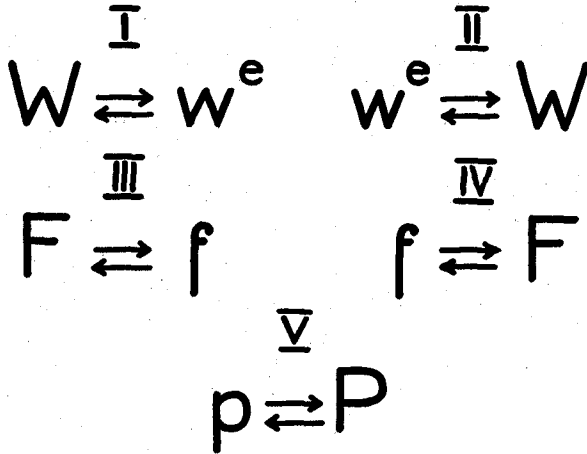 I II
W ⇄ wᵉ wᵉ ⇄ W
III IV
F ⇄ f f ⇄ F
V
p ⇄ P